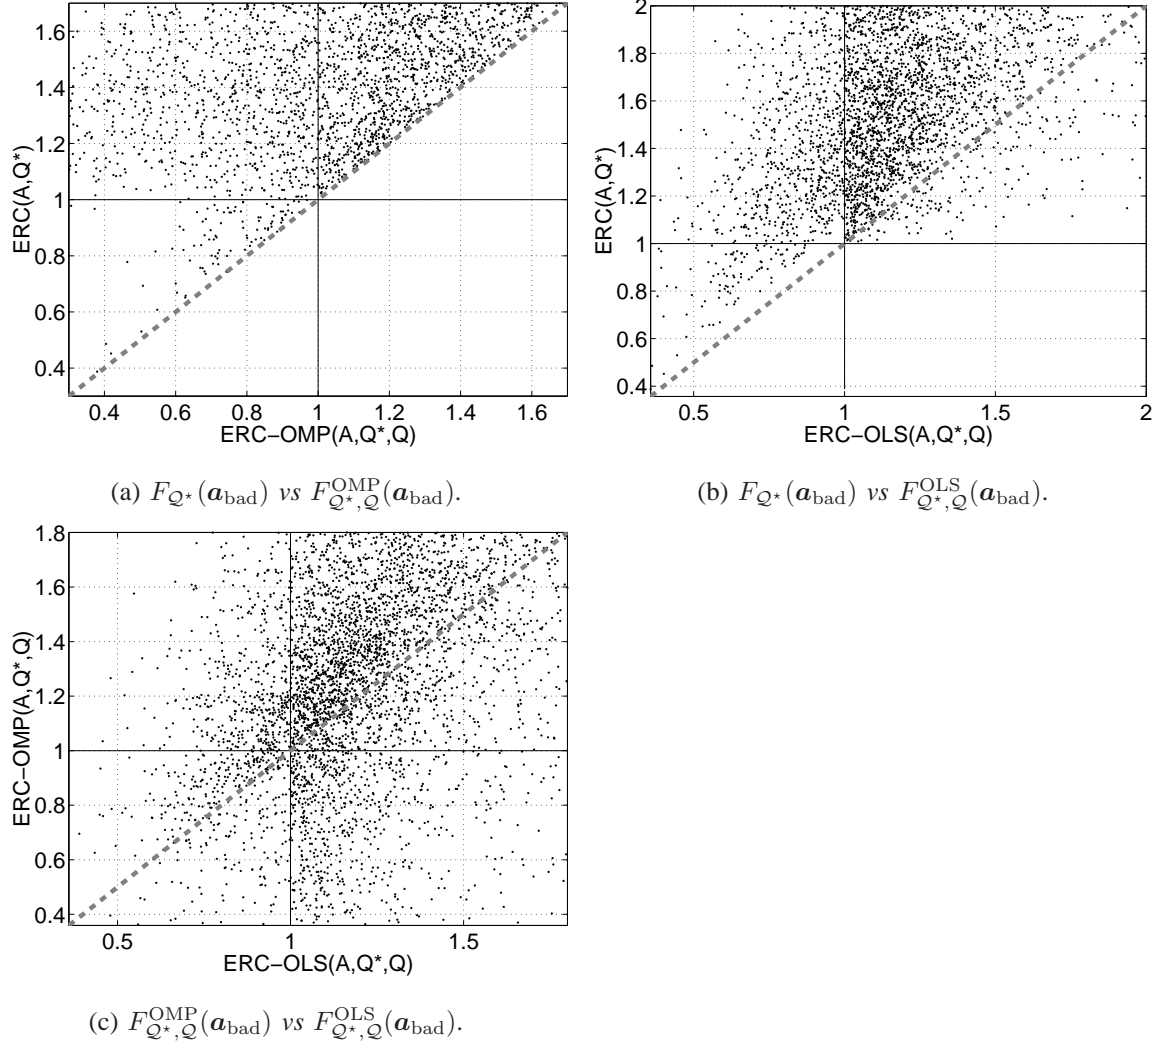 1.6
1.4
1.2
1
0.8
0.6
0.4
ERC(A,Q*)
0.4 0.6 0.8 1 1.2 1.4 1.6
ERC−OMP(A,Q*,Q)
(a) F_{Q⋆}(a_bad) vs F^{OMP}_{Q⋆,Q}(a_bad).
2
1.8
1.6
1.4
1.2
1
0.8
0.6
0.4
ERC(A,Q*)
0.5 1 1.5 2
ERC−OLS(A,Q*,Q)
(b) F_{Q⋆}(a_bad) vs F^{OLS}_{Q⋆,Q}(a_bad).
1.8
1.6
1.4
1.2
1
0.8
0.6
0.4
ERC−OMP(A,Q*,Q)
0.5 1 1.5
ERC−OLS(A,Q*,Q)
(c) F^{OMP}_{Q⋆,Q}(a_bad) vs F^{OLS}_{Q⋆,Q}(a_bad).